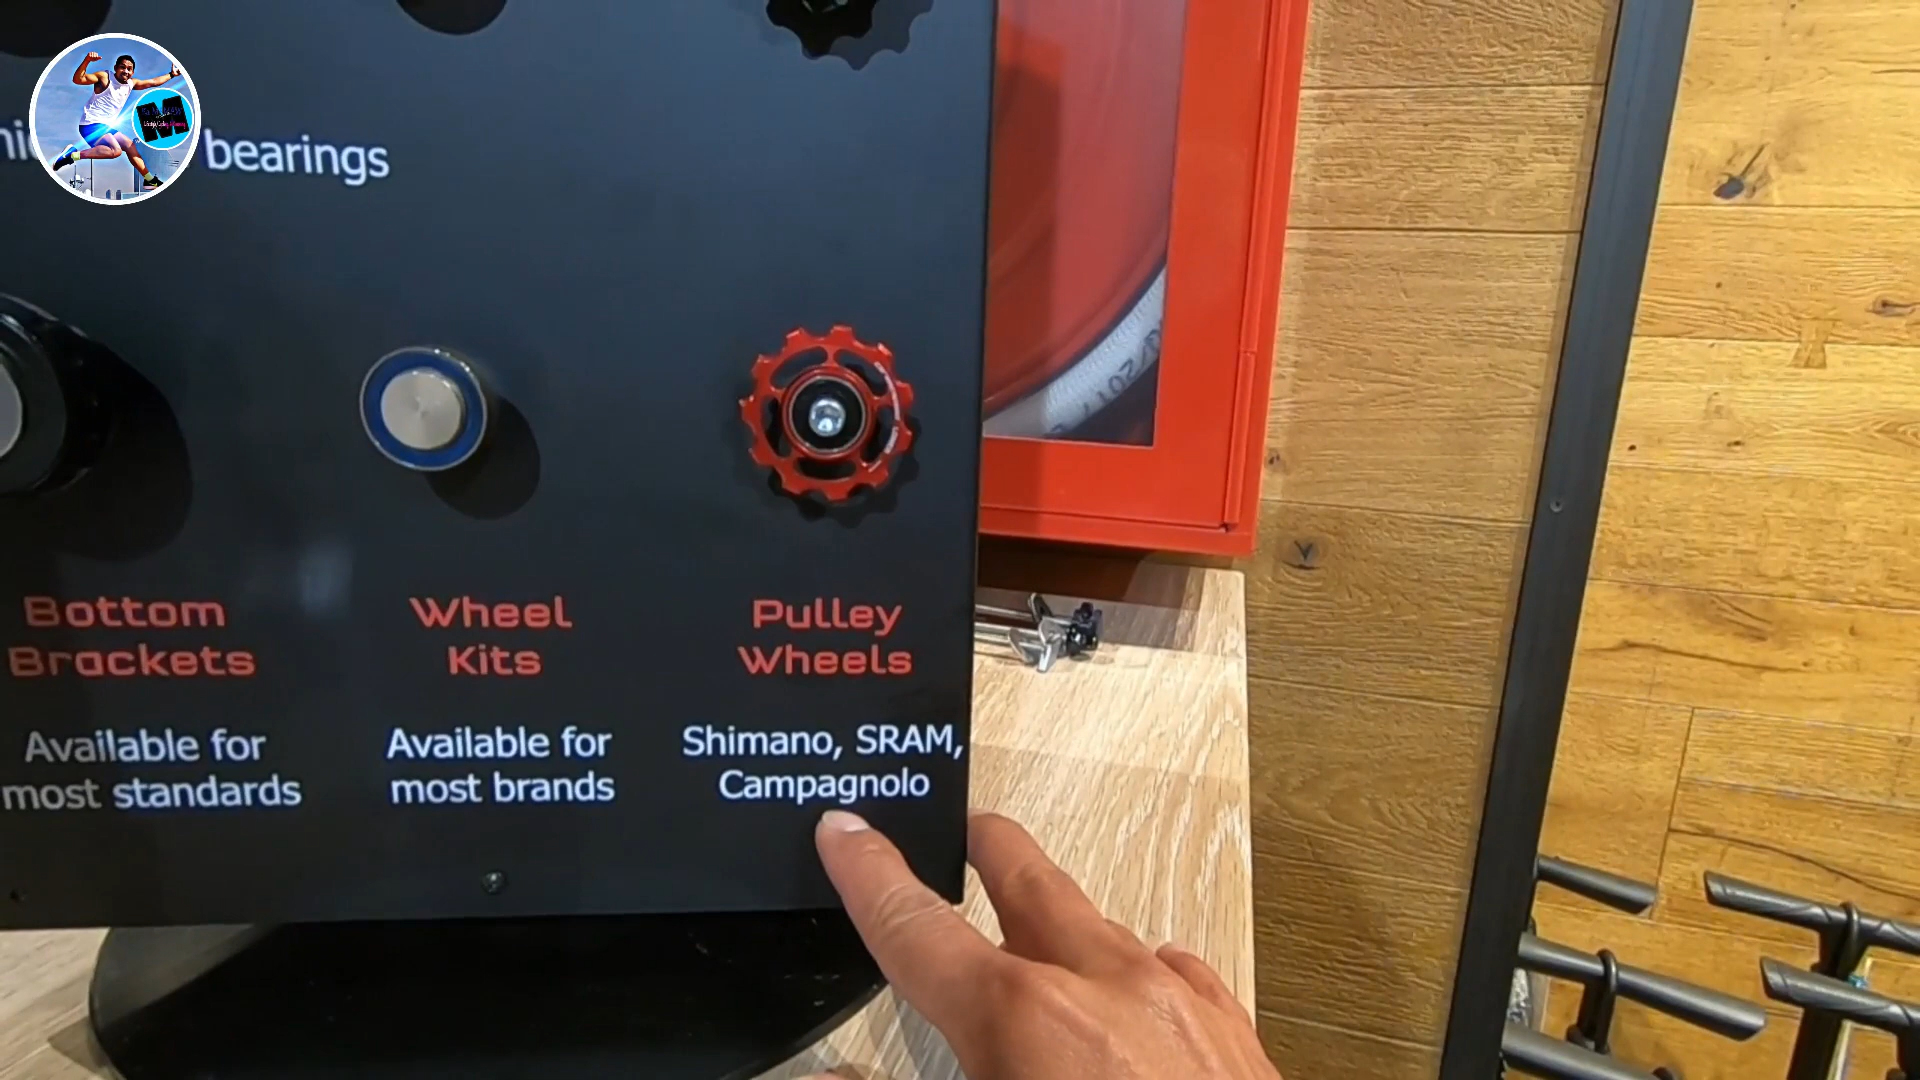 bearings
Bottom
Brackets
Available for
most standards
Wheel
Kits
Available for
most brands
Pulley
Wheels
Shimano, SRAM,
Campagnolo